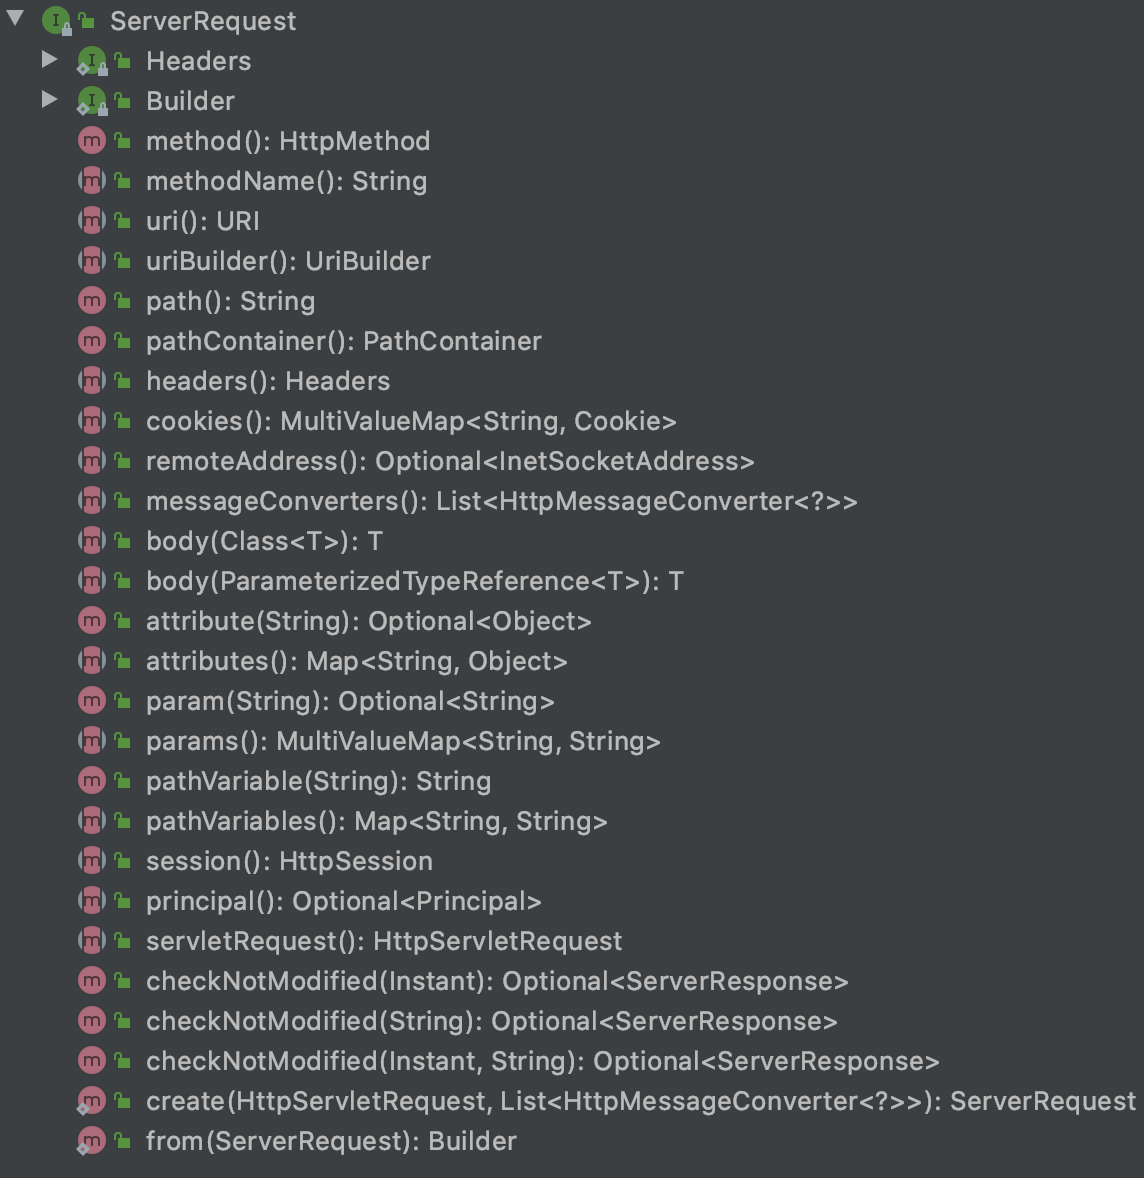 ServerRequest
Headers
Builder
method(): HttpMethod
methodName(): String
uri(): URI
uriBuilder(): UriBuilder
path(): String
pathContainer(): PathContainer
headers(): Headers
cookies(): MultiValueMap<String, Cookie>
remoteAddress(): Optional<InetSocketAddress>
messageConverters(): List<HttpMessageConverter<?>>
body(Class<T>): T
body(ParameterizedTypeReference<T>): T
attribute(String): Optional<Object>
attributes(): Map<String, Object>
param(String): Optional<String>
params(): MultiValueMap<String, String>
pathVariable(String): String
pathVariables(): Map<String, String>
session(): HttpSession
principal(): Optional<Principal>
servletRequest(): HttpServletRequest
checkNotModified(Instant): Optional<ServerResponse>
checkNotModified(String): Optional<ServerResponse>
checkNotModified(Instant, String): Optional<ServerResponse>
create(HttpServletRequest, List<HttpMessageConverter<?>>): ServerRequest
from(ServerRequest): Builder